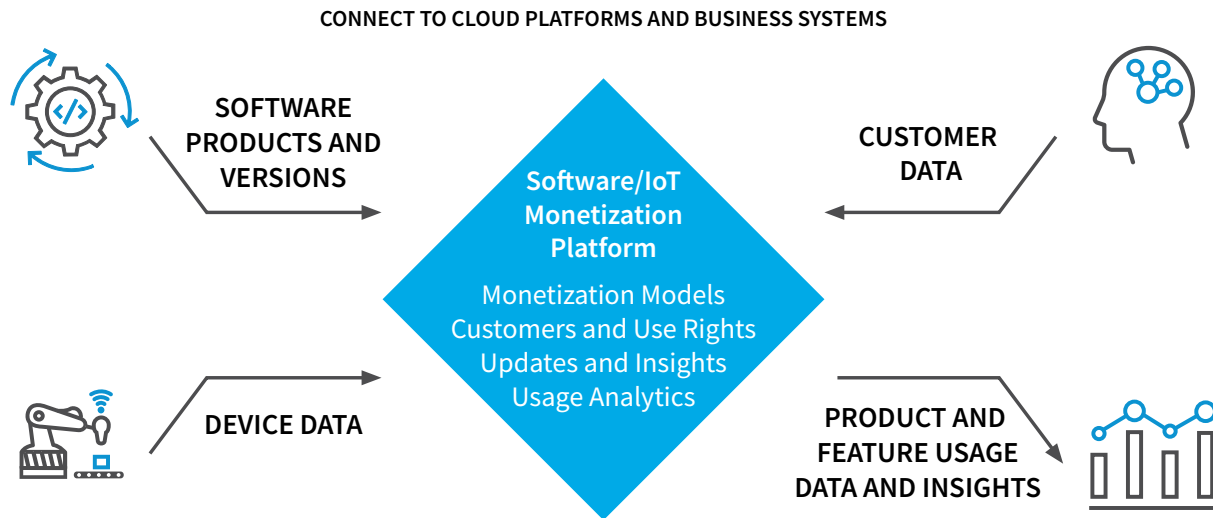 CONNECT TO CLOUD PLATFORMS AND BUSINESS SYSTEMS
</>
SOFTWARE
PRODUCTS AND
VERSIONS
CUSTOMER
DATA
Software/IoT
Monetization
Platform
Monetization Models
Customers and Use Rights
Updates and Insights
Usage Analytics
DEVICE DATA
PRODUCT AND
FEATURE USAGE
DATA AND INSIGHTS